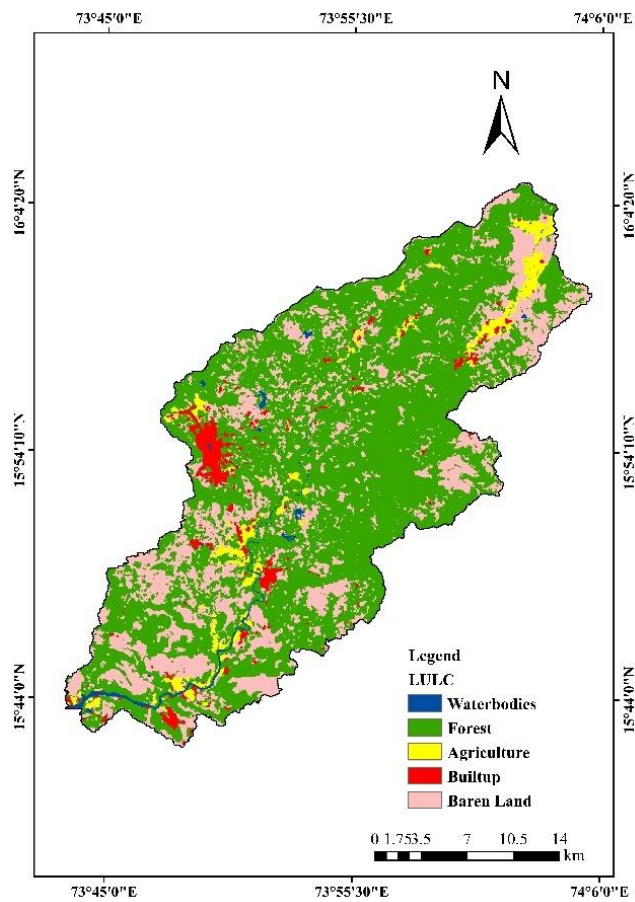 73°45'0"E 73°55'30"E 74°6'0"E
N
16°4'20"N 16°4'20"N
15°54'10"N 15°54'10"N
15°44'0"N 15°44'0"N
Legend
LULC
Waterbodies
Forest
Agriculture
Builtup
Baren Land
0 1.753.5 7 10.5 14
km
73°45'0"E 73°55'30"E 74°6'0"E